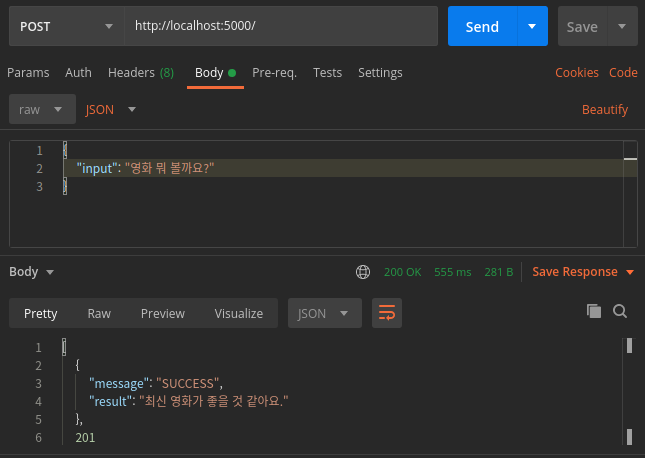 POST http://localhost:5000/ Send Save
Params Auth Headers (8) Body Pre-req. Tests Settings Cookies Code
raw JSON Beautify
1 {
2 "input": "영화 뭐 볼까요?"
3 }
Body 200 OK 555 ms 281 B Save Response
Pretty Raw Preview Visualize JSON
1 [
2 {
3 "message": "SUCCESS",
4 "result": "최신 영화가 좋을 것 같아요."
5 },
6 201